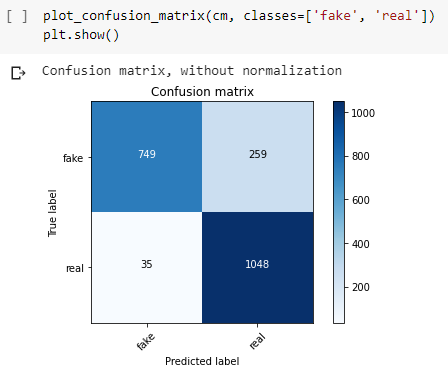 [ ] plot_confusion_matrix(cm, classes=['fake', 'real'])
plt.show()
Confusion matrix, without normalization
Confusion matrix
1000
800
600
400
200
True label
fake
749 259
real
35 1048
fake real
Predicted label